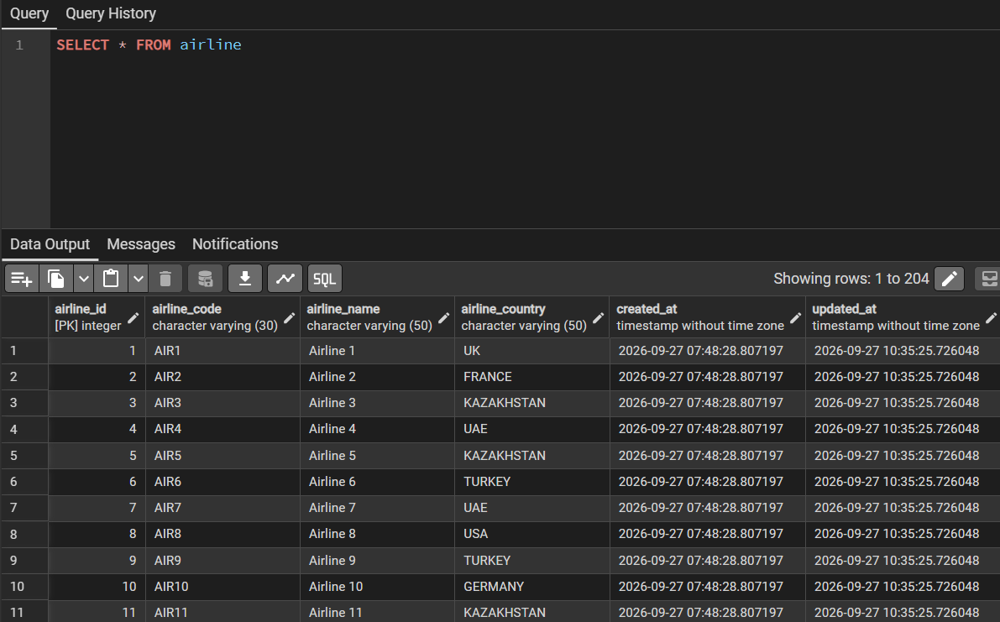 Query Query History
1 SELECT * FROM airline
Data Output Messages Notifications
SQL Showing rows: 1 to 204
airline_id airline_code airline_name airline_country created_at updated_at
[PK] integer character varying (30) character varying (50) character varying (50) timestamp without time zone timestamp without time zone
1 1 AIR1 Airline 1 UK 2026-09-27 07:48:28.807197 2026-09-27 10:35:25.726048
2 2 AIR2 Airline 2 FRANCE 2026-09-27 07:48:28.807197 2026-09-27 10:35:25.726048
3 3 AIR3 Airline 3 KAZAKHSTAN 2026-09-27 07:48:28.807197 2026-09-27 10:35:25.726048
4 4 AIR4 Airline 4 UAE 2026-09-27 07:48:28.807197 2026-09-27 10:35:25.726048
5 5 AIR5 Airline 5 KAZAKHSTAN 2026-09-27 07:48:28.807197 2026-09-27 10:35:25.726048
6 6 AIR6 Airline 6 TURKEY 2026-09-27 07:48:28.807197 2026-09-27 10:35:25.726048
7 7 AIR7 Airline 7 UAE 2026-09-27 07:48:28.807197 2026-09-27 10:35:25.726048
8 8 AIR8 Airline 8 USA 2026-09-27 07:48:28.807197 2026-09-27 10:35:25.726048
9 9 AIR9 Airline 9 TURKEY 2026-09-27 07:48:28.807197 2026-09-27 10:35:25.726048
10 10 AIR10 Airline 10 GERMANY 2026-09-27 07:48:28.807197 2026-09-27 10:35:25.726048
11 11 AIR11 Airline 11 KAZAKHSTAN 2026-09-27 07:48:28.807197 2026-09-27 10:35:25.726048